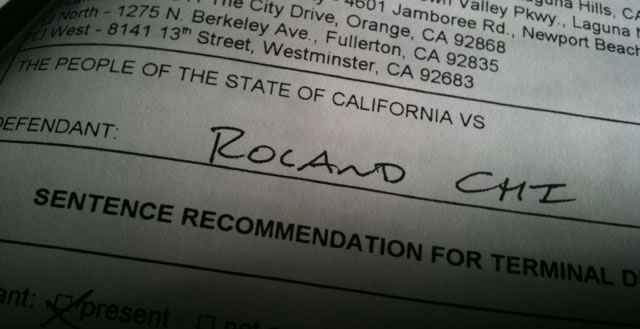 wn Valley Pkwy., Laguna Hills, CA
4601 Jamboree Rd., Newport Beach
The City Drive, Orange, CA 92868
North - 1275 N. Berkeley Ave., Fullerton, CA 92835
West - 8141 13th Street, Westminster, CA 92683
THE PEOPLE OF THE STATE OF CALIFORNIA VS
DEFENDANT: ROLAND CHI
SENTENCE RECOMMENDATION FOR TERMINAL D
ant: present